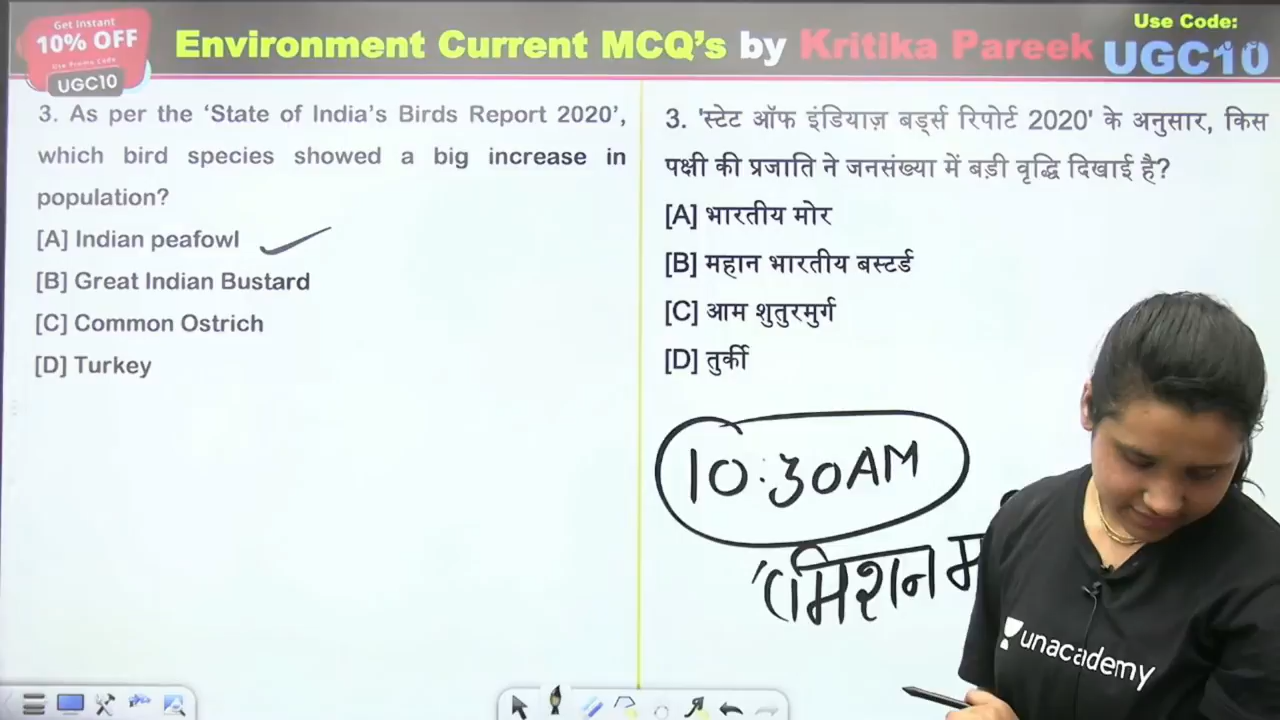 Get Instant
10% OFF
Use Promo Code
UGC10
Environment Current MCQ's by Kritika Pareek
Use Code:
UGC10
3. As per the ‘State of India’s Birds Report 2020’,
which bird species showed a big increase in
population?
[A] Indian peafowl
[B] Great Indian Bustard
[C] Common Ostrich
[D] Turkey
3. 'स्टेट ऑफ इंडियाज़ बर्ड्स रिपोर्ट 2020' के अनुसार, किस
पक्षी की प्रजाति ने जनसंख्या में बड़ी वृद्धि दिखाई है?
[A] भारतीय मोर
[B] महान भारतीय बस्टर्ड
[C] आम शुतुरमुर्ग
[D] तुर्की
10:30AM
मिशन म
unacademy